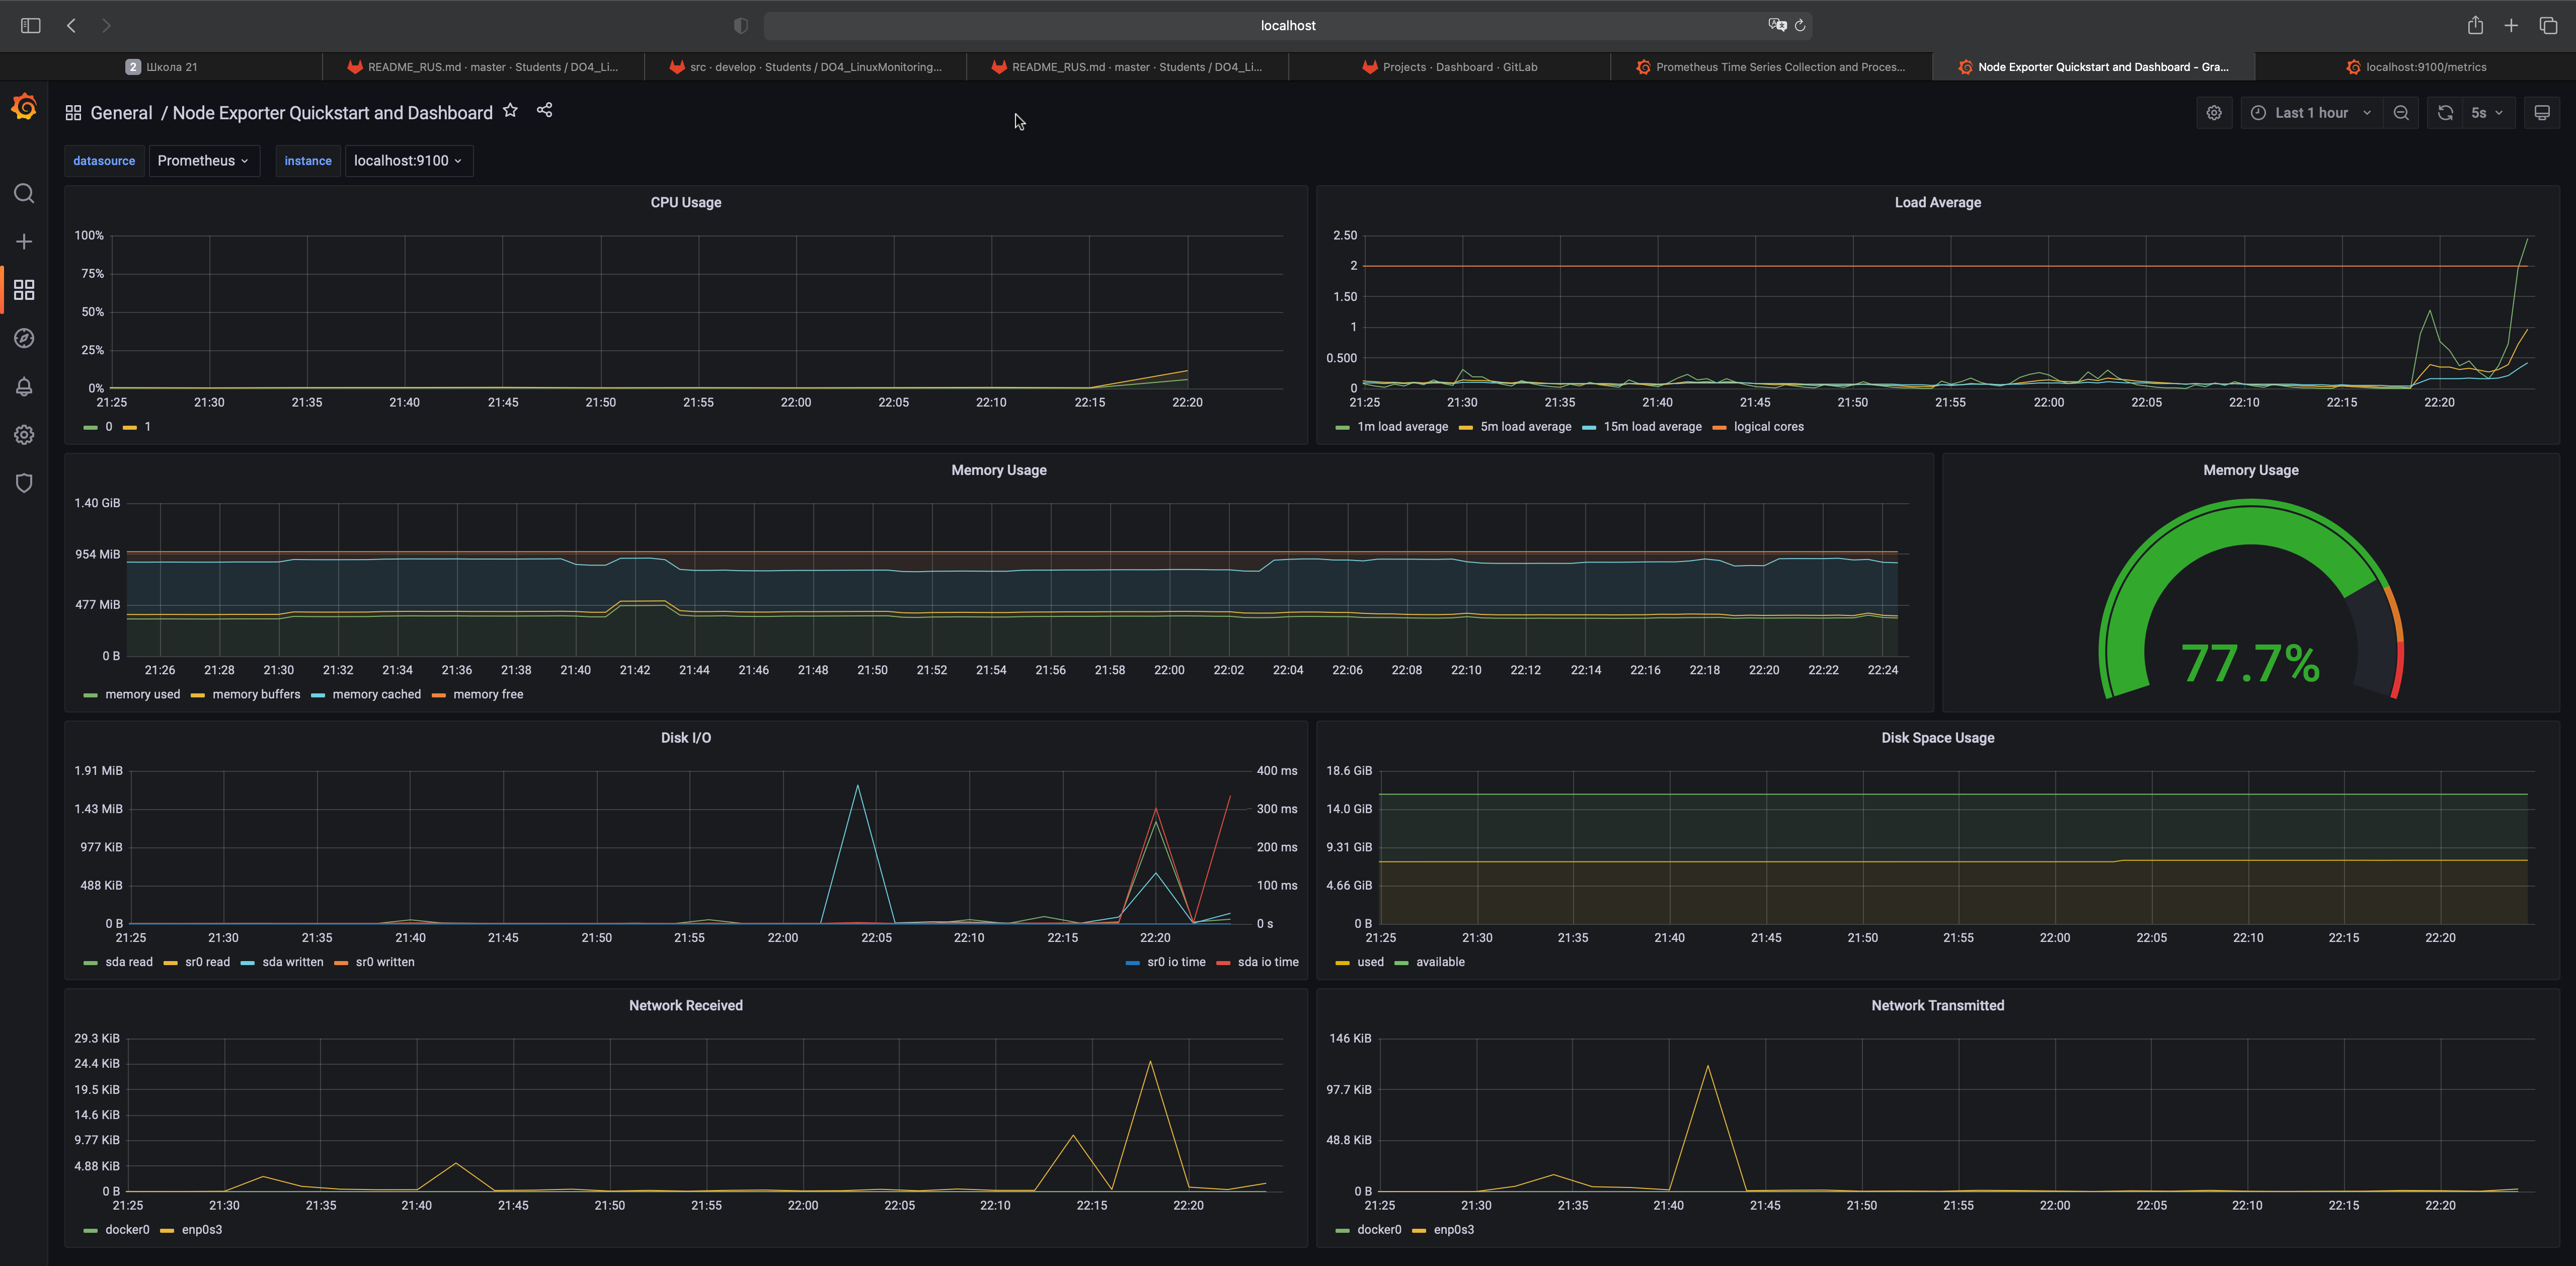 localhost
2 Школа 21
README_RUS.md · master · Students / DO4_Li...
src · develop · Students / DO4_LinuxMonitoring...
README_RUS.md · master · Students / DO4_Li...
Projects · Dashboard · GitLab
Prometheus Time Series Collection and Proces...
Node Exporter Quickstart and Dashboard - Gra...
localhost:9100/metrics
General / Node Exporter Quickstart and Dashboard
Last 1 hour
5s
datasource Prometheus instance localhost:9100
CPU Usage
100%
75%
50%
25%
0%
21:25 21:30 21:35 21:40 21:45 21:50 21:55 22:00 22:05 22:10 22:15 22:20
0 1
Load Average
2.50
2
1.50
1
0.500
0
21:25 21:30 21:35 21:40 21:45 21:50 21:55 22:00 22:05 22:10 22:15 22:20
1m load average 5m load average 15m load average logical cores
Memory Usage
1.40 GiB
954 MiB
477 MiB
0 B
21:26 21:28 21:30 21:32 21:34 21:36 21:38 21:40 21:42 21:44 21:46 21:48 21:50 21:52 21:54 21:56 21:58 22:00 22:02 22:04 22:06 22:08 22:10 22:12 22:14 22:16 22:18 22:20 22:22 22:24
memory used memory buffers memory cached memory free
Memory Usage
77.7%
Disk I/O
1.91 MiB
1.43 MiB
977 KiB
488 KiB
0 B
400 ms
300 ms
200 ms
100 ms
0 s
21:25 21:30 21:35 21:40 21:45 21:50 21:55 22:00 22:05 22:10 22:15 22:20
sda read sr0 read sda written sr0 written sr0 io time sda io time
Disk Space Usage
18.6 GiB
14.0 GiB
9.31 GiB
4.66 GiB
0 B
21:25 21:30 21:35 21:40 21:45 21:50 21:55 22:00 22:05 22:10 22:15 22:20
used available
Network Received
29.3 KiB
24.4 KiB
19.5 KiB
14.6 KiB
9.77 KiB
4.88 KiB
0 B
21:25 21:30 21:35 21:40 21:45 21:50 21:55 22:00 22:05 22:10 22:15 22:20
docker0 enp0s3
Network Transmitted
146 KiB
97.7 KiB
48.8 KiB
0 B
21:25 21:30 21:35 21:40 21:45 21:50 21:55 22:00 22:05 22:10 22:15 22:20
docker0 enp0s3